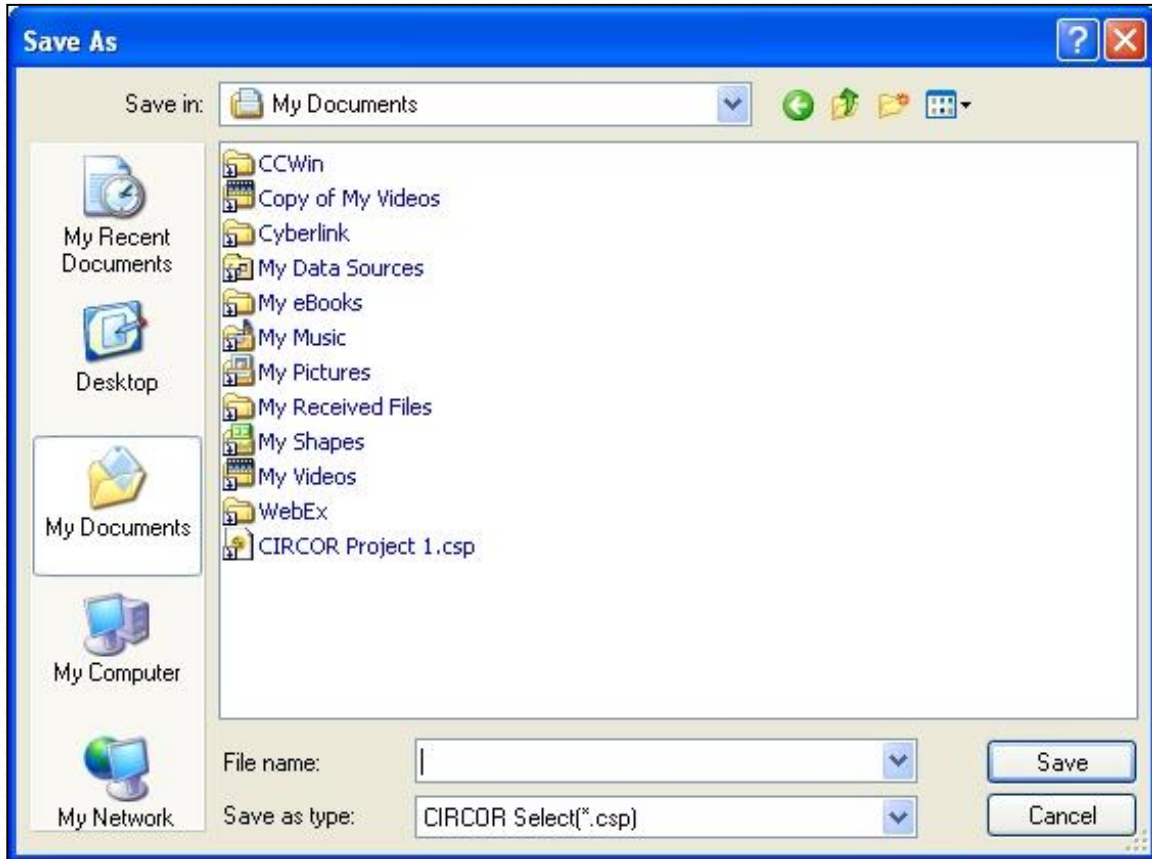 Save As
Save in:
My Documents
My Recent
Documents
Desktop
My Documents
My Computer
My Network
CCWin
Copy of My Videos
Cyberlink
My Data Sources
My eBooks
My Music
My Pictures
My Received Files
My Shapes
My Videos
WebEx
CIRCOR Project 1.csp
File name:
Save
Save as type:
CIRCOR Select(*.csp)
Cancel